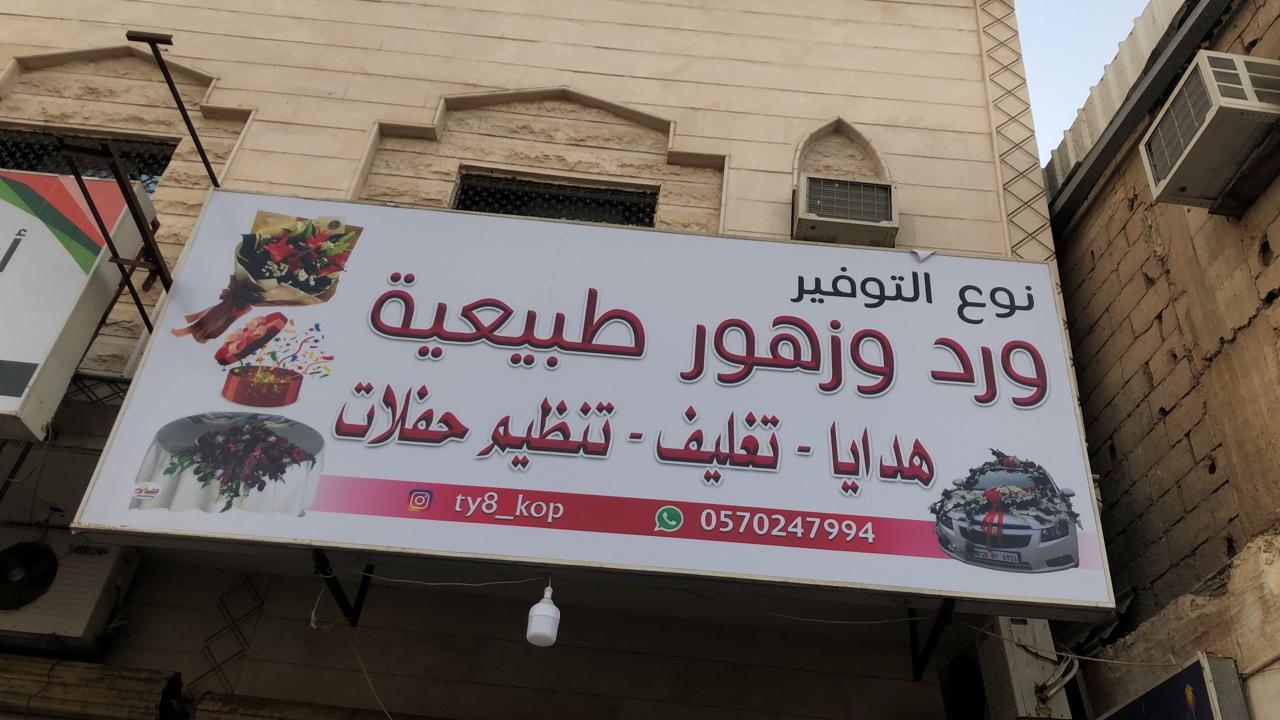 نوع التوفير
ورد وزهور طبيعية
هدايا - تغليف - تنظيم حفلات
ty8_kop
0570247994